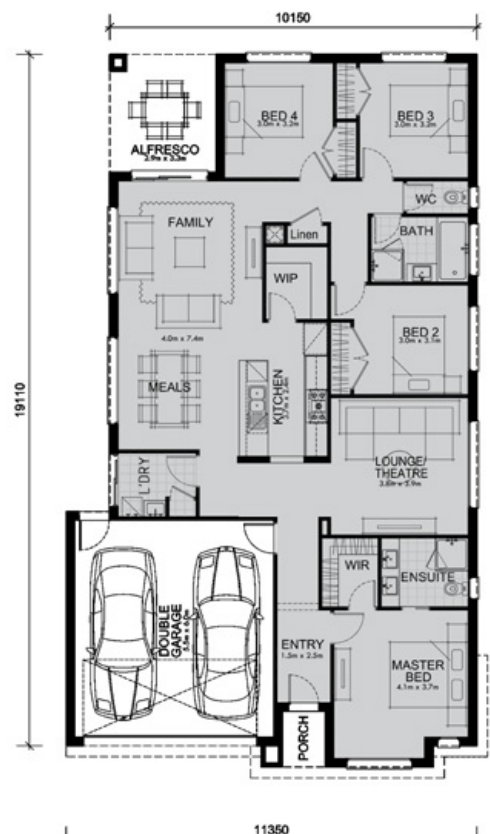 10150
BED 4
3.0m x 3.2m
BED 3
3.0m x 3.2m
ALFRESCO
2.9m x 3.3m
WC
FAMILY
Linen
BATH
WIP
4.0m x 7.4m
BED 2
3.0m x 3.1m
19110
MEALS
KITCHEN
L'DRY
LOUNGE/
THEATRE
WIR
ENSUITE
DOUBLE
GARAGE
5.5m x 6.0m
ENTRY
1.5m x 2.5m
MASTER
BED
4.1m x 3.7m
PORCH
11350